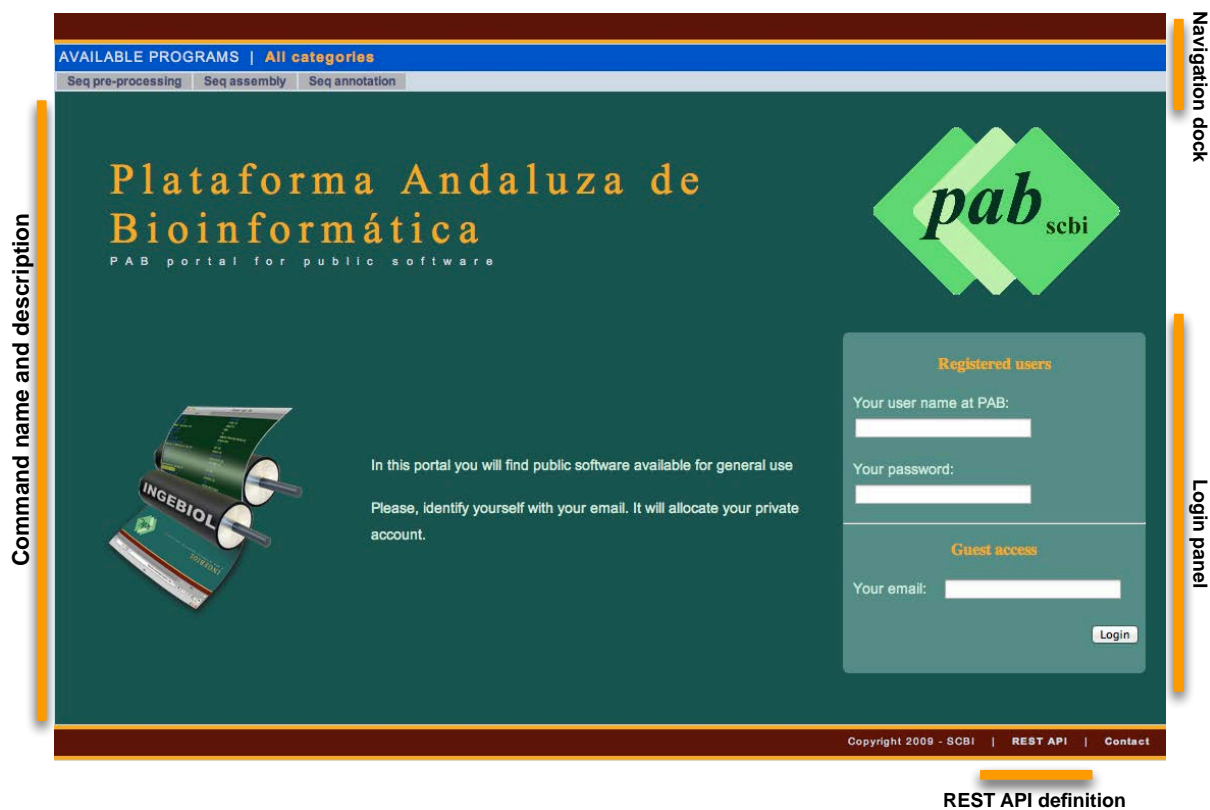 AVAILABLE PROGRAMS | All categories
Seq pre-processing Seq assembly Seq annotation
Navigation dock
Command name and description
Plataforma Andaluza de
Bioinformática
PAB portal for public software
pab scbi
Registered users
Your user name at PAB:
Your password:
INGEBIOL
In this portal you will find public software available for general use
Please, identify yourself with your email. It will allocate your private
account.
Guest access
Your email:
Login
Login panel
Copyright 2009 - SCBI | REST API | Contact
REST API definition